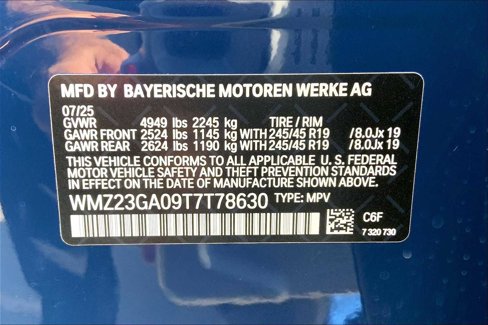 MFD BY BAYERISCHE MOTOREN WERKE AG
07/25
GVWR 4949 lbs 2245 kg TIRE / RIM
GAWR FRONT 2524 lbs 1145 kg WITH 245/45 R19 /8.0Jx 19
GAWR REAR 2624 lbs 1190 kg WITH 245/45 R19 /8.0Jx 19
THIS VEHICLE CONFORMS TO ALL APPLICABLE U. S. FEDERAL
MOTOR VEHICLE SAFETY AND THEFT PREVENTION STANDARDS
IN EFFECT ON THE DATE OF MANUFACTURE SHOWN ABOVE.
WMZ23GA09T7T78630 TYPE: MPV
C6F
7 320 730